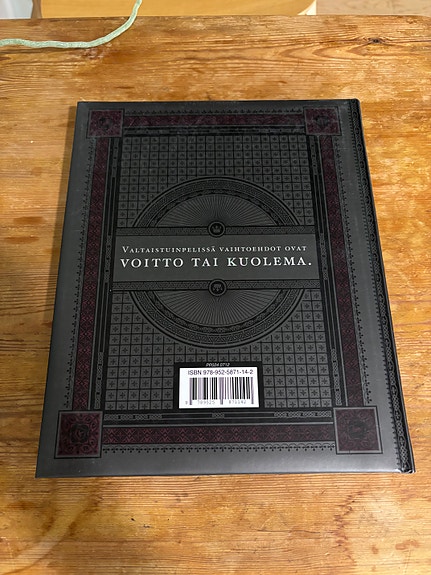 Valtaistuinpelissä vaihtoehdot ovat
voitto tai kuolema.
ISBN 978-952-5871-14-2